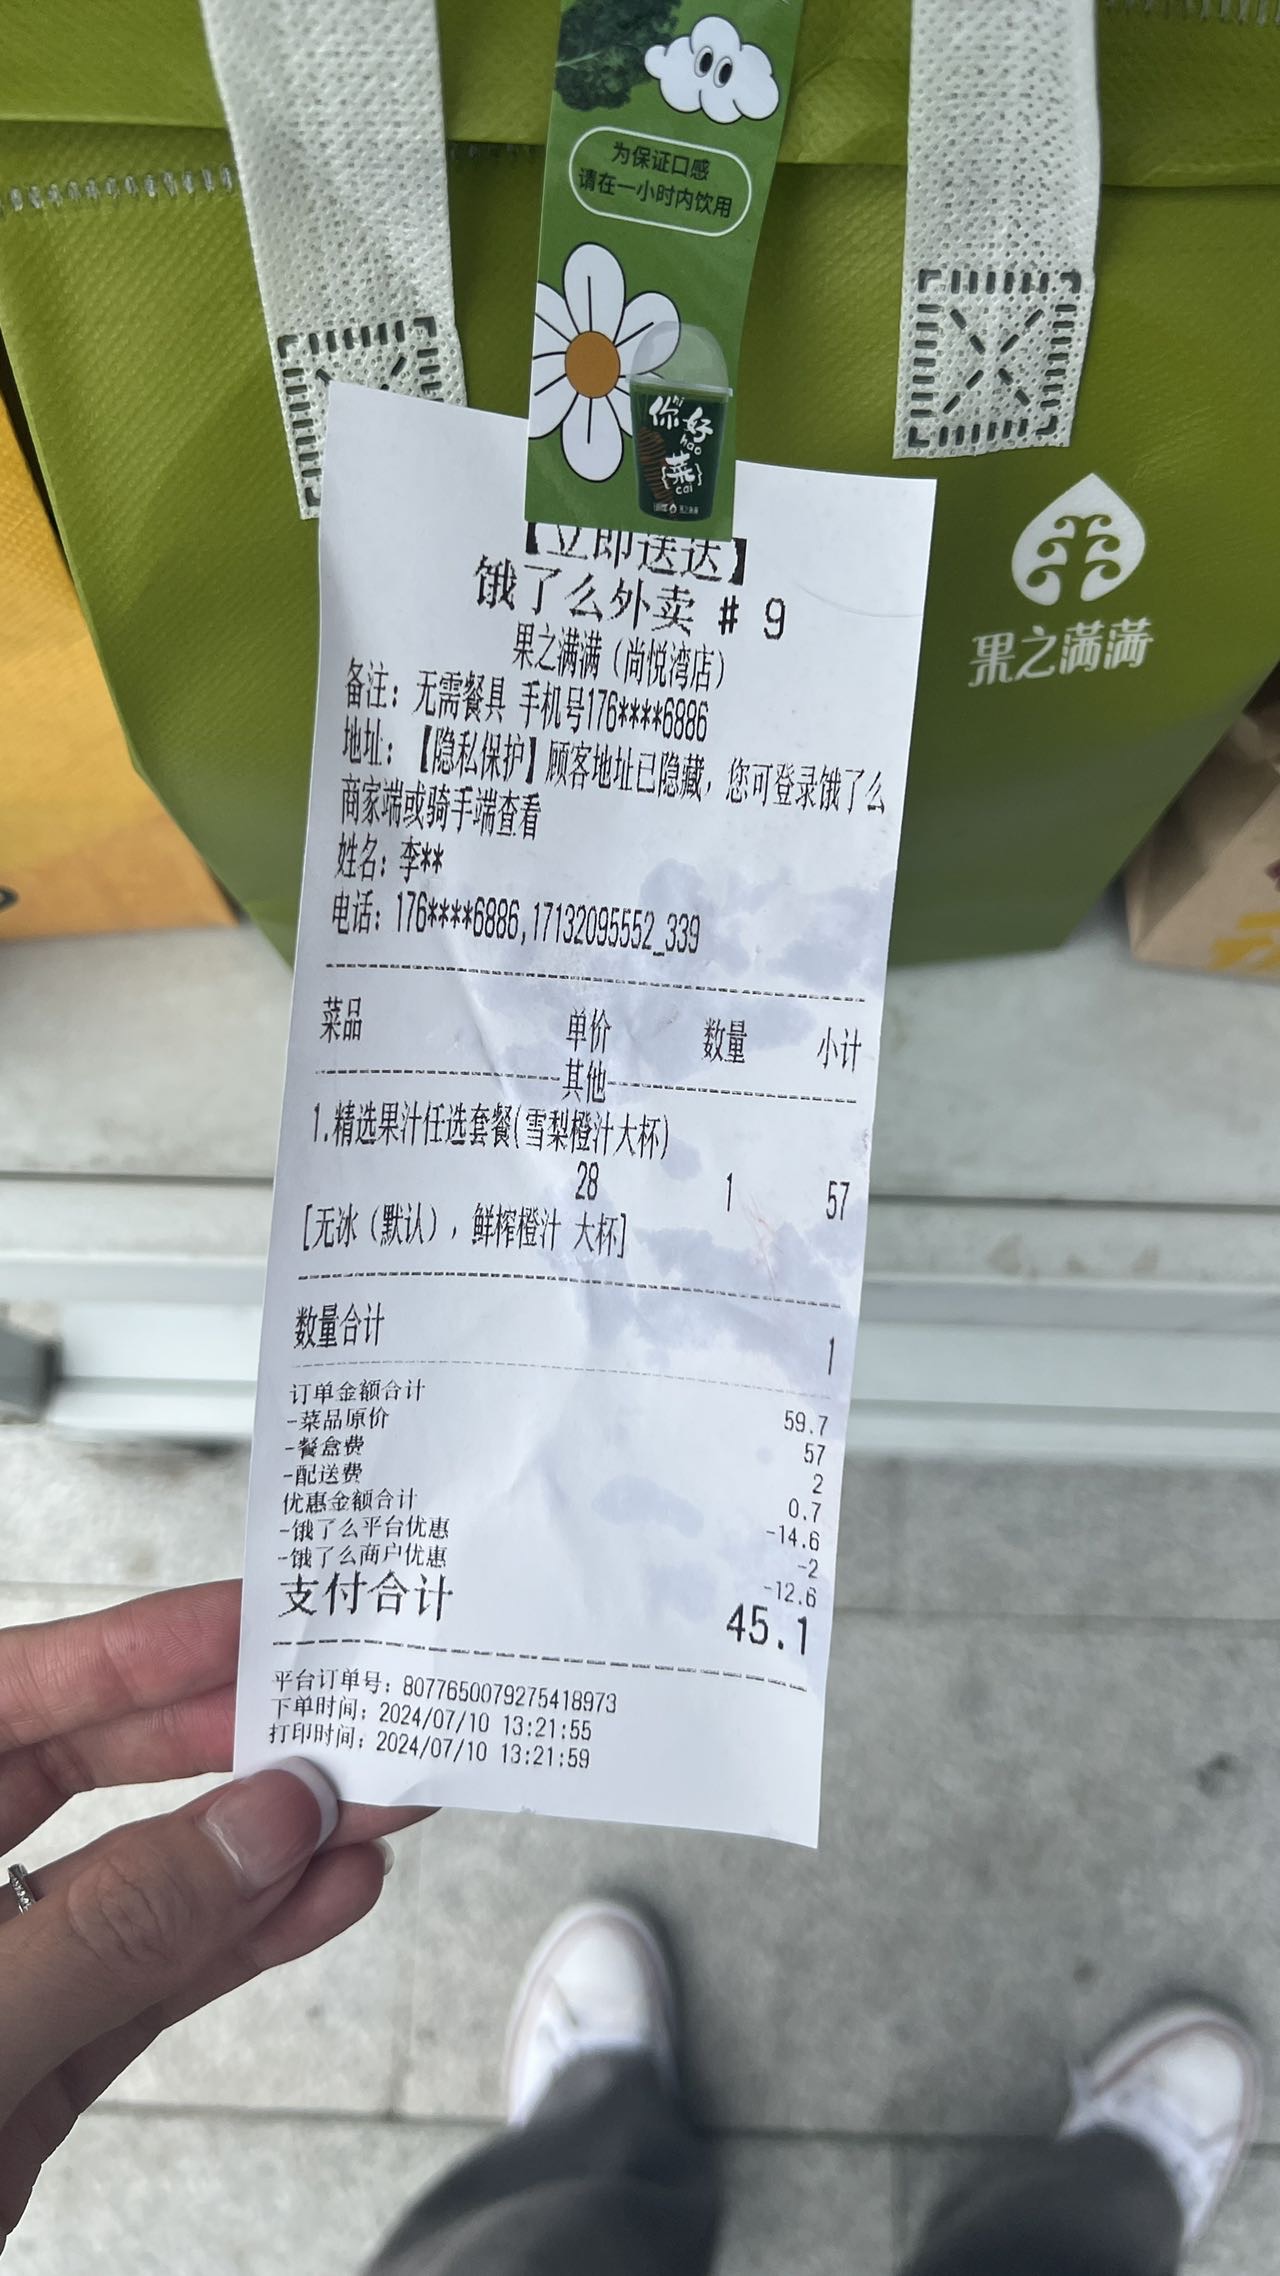 为保证口感
请在一小时内饮用
hi
你好
hao
{菜}
cai
果之满满
【立即送达】
饿了么外卖 # 9
果之满满（尚悦湾店）
备注：无需餐具 手机号176****6886
地址：【隐私保护】顾客地址已隐藏，您可登录饿了么
商家端或骑手端查看
姓名：李**
电话：176****6886,17132095552_339
菜品 单价 数量 小计
其他
1.精选果汁任选套餐(雪梨橙汁大杯)
28 1 57
[无冰（默认），鲜榨橙汁 大杯]
数量合计 1
订单金额合计 59.7
-菜品原价 57
-餐盒费 2
-配送费 0.7
优惠金额合计 -14.6
-饿了么平台优惠 -2
-饿了么商户优惠 -12.6
支付合计 45.1
平台订单号：8077650079275418973
下单时间：2024/07/10 13:21:55
打印时间：2024/07/10 13:21:59